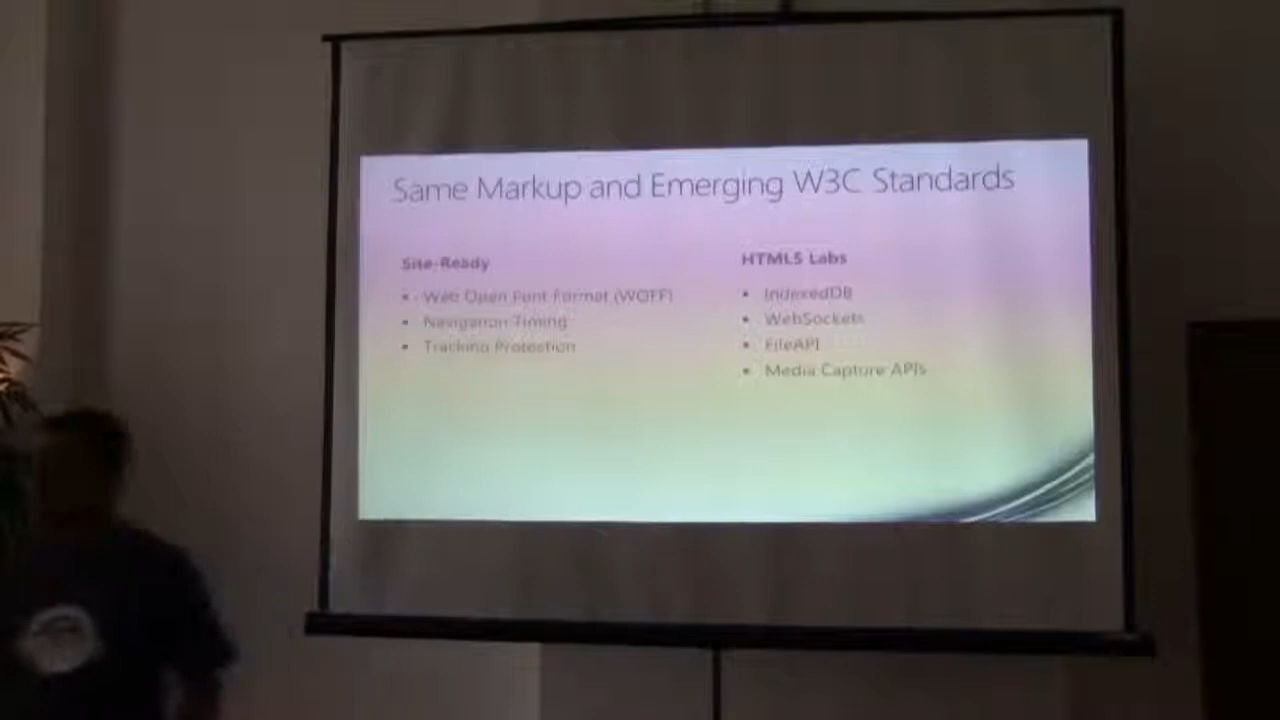 Same Markup and Emerging W3C Standards
Site-Ready
• Web Open Font Format (WOFF)
• Navigation Timing
• Tracking Protection
HTML5 Labs
• IndexedDB
• WebSockets
• FileAPI
• Media Capture APIs